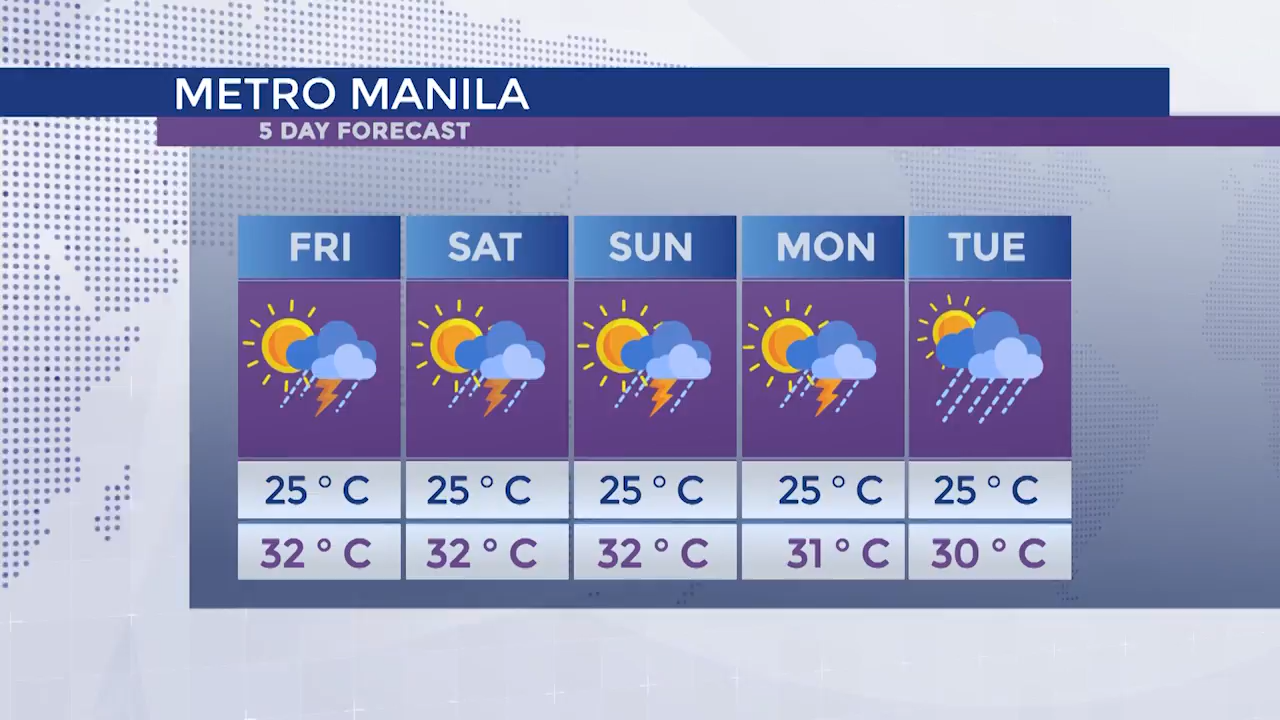 METRO MANILA
5 DAY FORECAST
FRI SAT SUN MON TUE
25 ° C 25 ° C 25 ° C 25 ° C 25 ° C
32 ° C 32 ° C 32 ° C 31 ° C 30 ° C